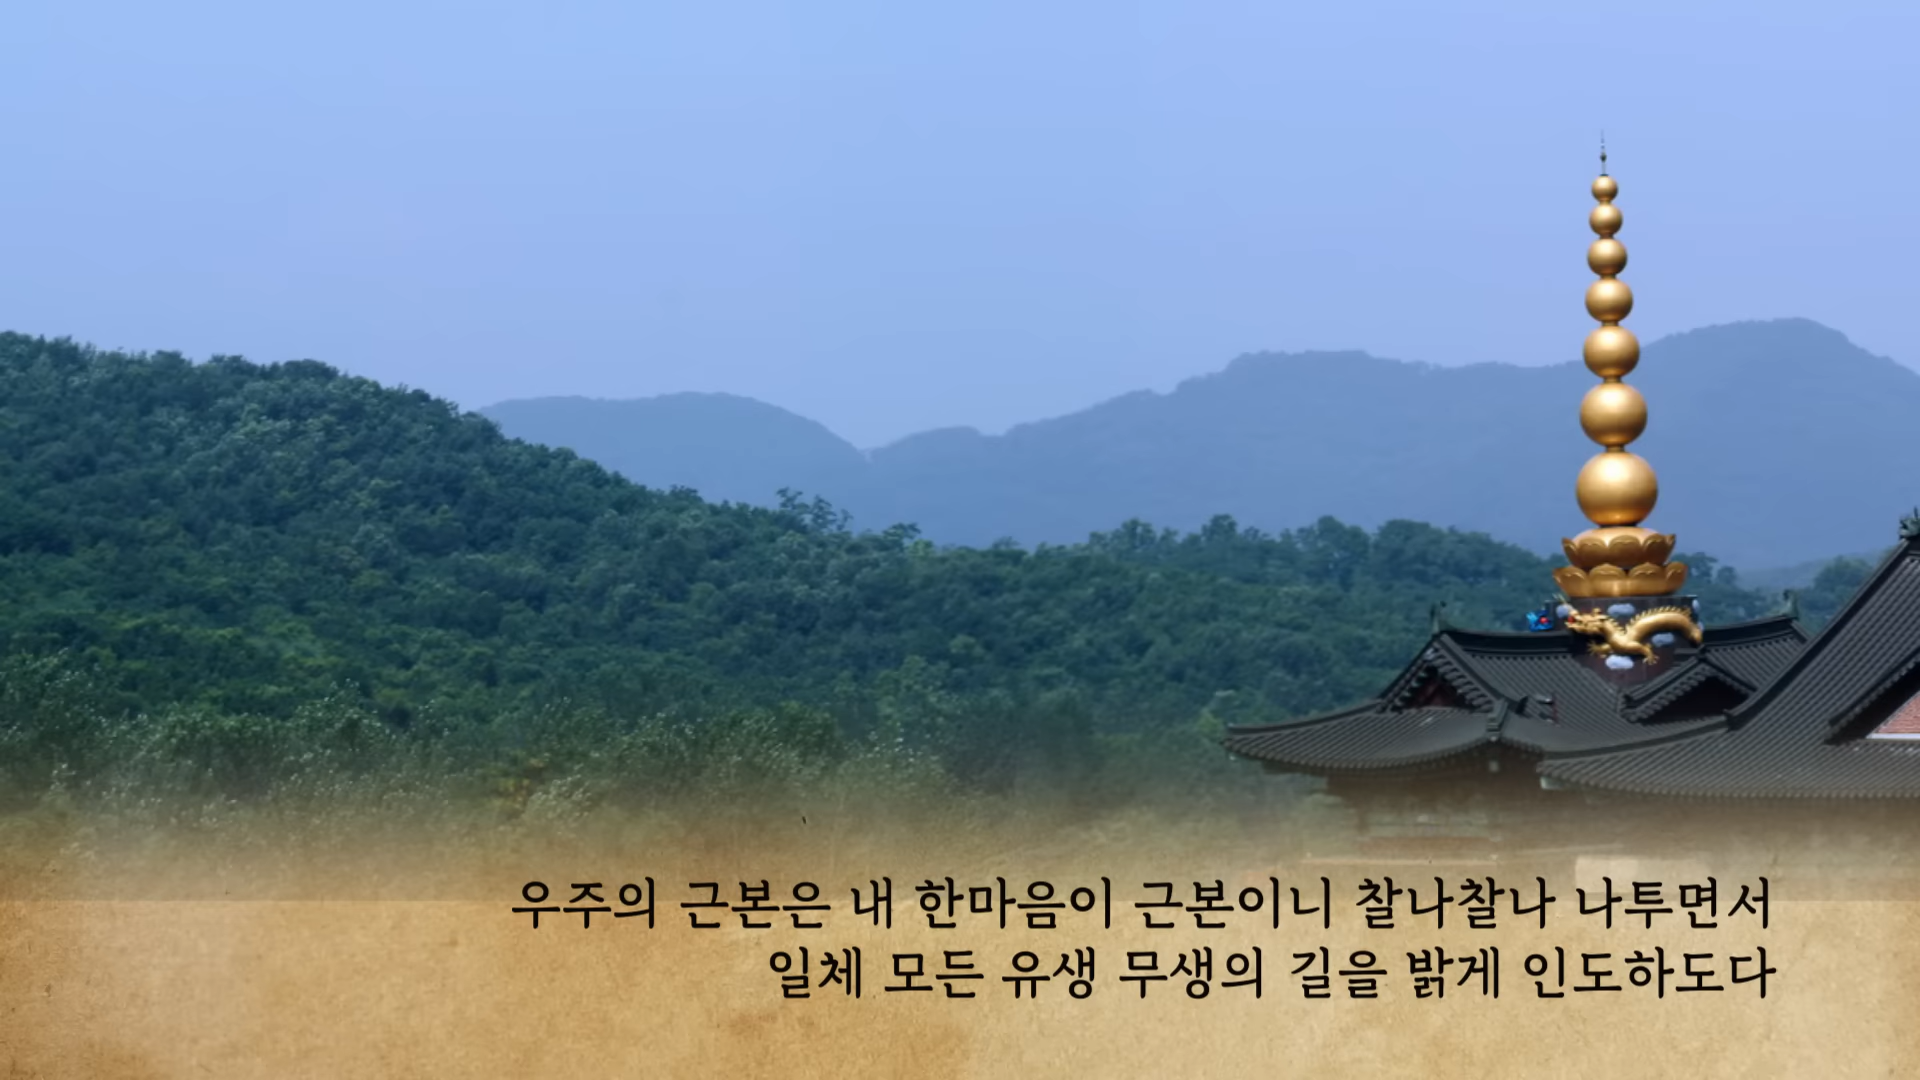 우주의 근본은 내 한마음이 근본이니 찰나찰나 나투면서
일체 모든 유생 무생의 길을 밝게 인도하도다